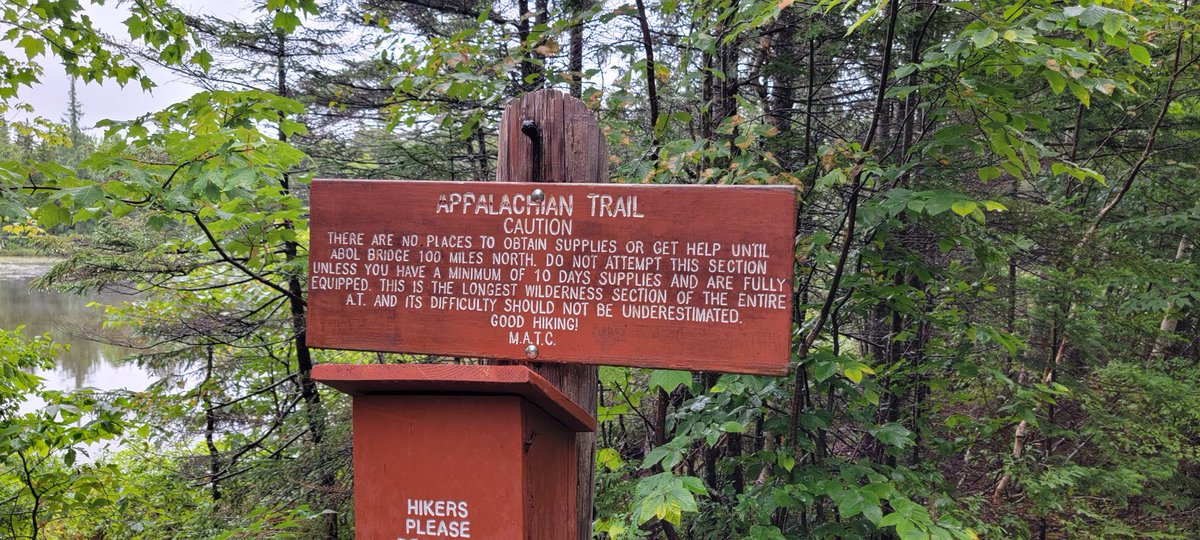 APPALACHIAN TRAIL
CAUTION
THERE ARE NO PLACES TO OBTAIN SUPPLIES OR GET HELP UNTIL
ABOL BRIDGE 100 MILES NORTH. DO NOT ATTEMPT THIS SECTION
UNLESS YOU HAVE A MINIMUM OF 10 DAYS SUPPLIES AND ARE FULLY
EQUIPPED. THIS IS THE LONGEST WILDERNESS SECTION OF THE ENTIRE
A.T. AND ITS DIFFICULTY SHOULD NOT BE UNDERESTIMATED.
GOOD HIKING!
M.A.T.C.
HIKERS
PLEASE